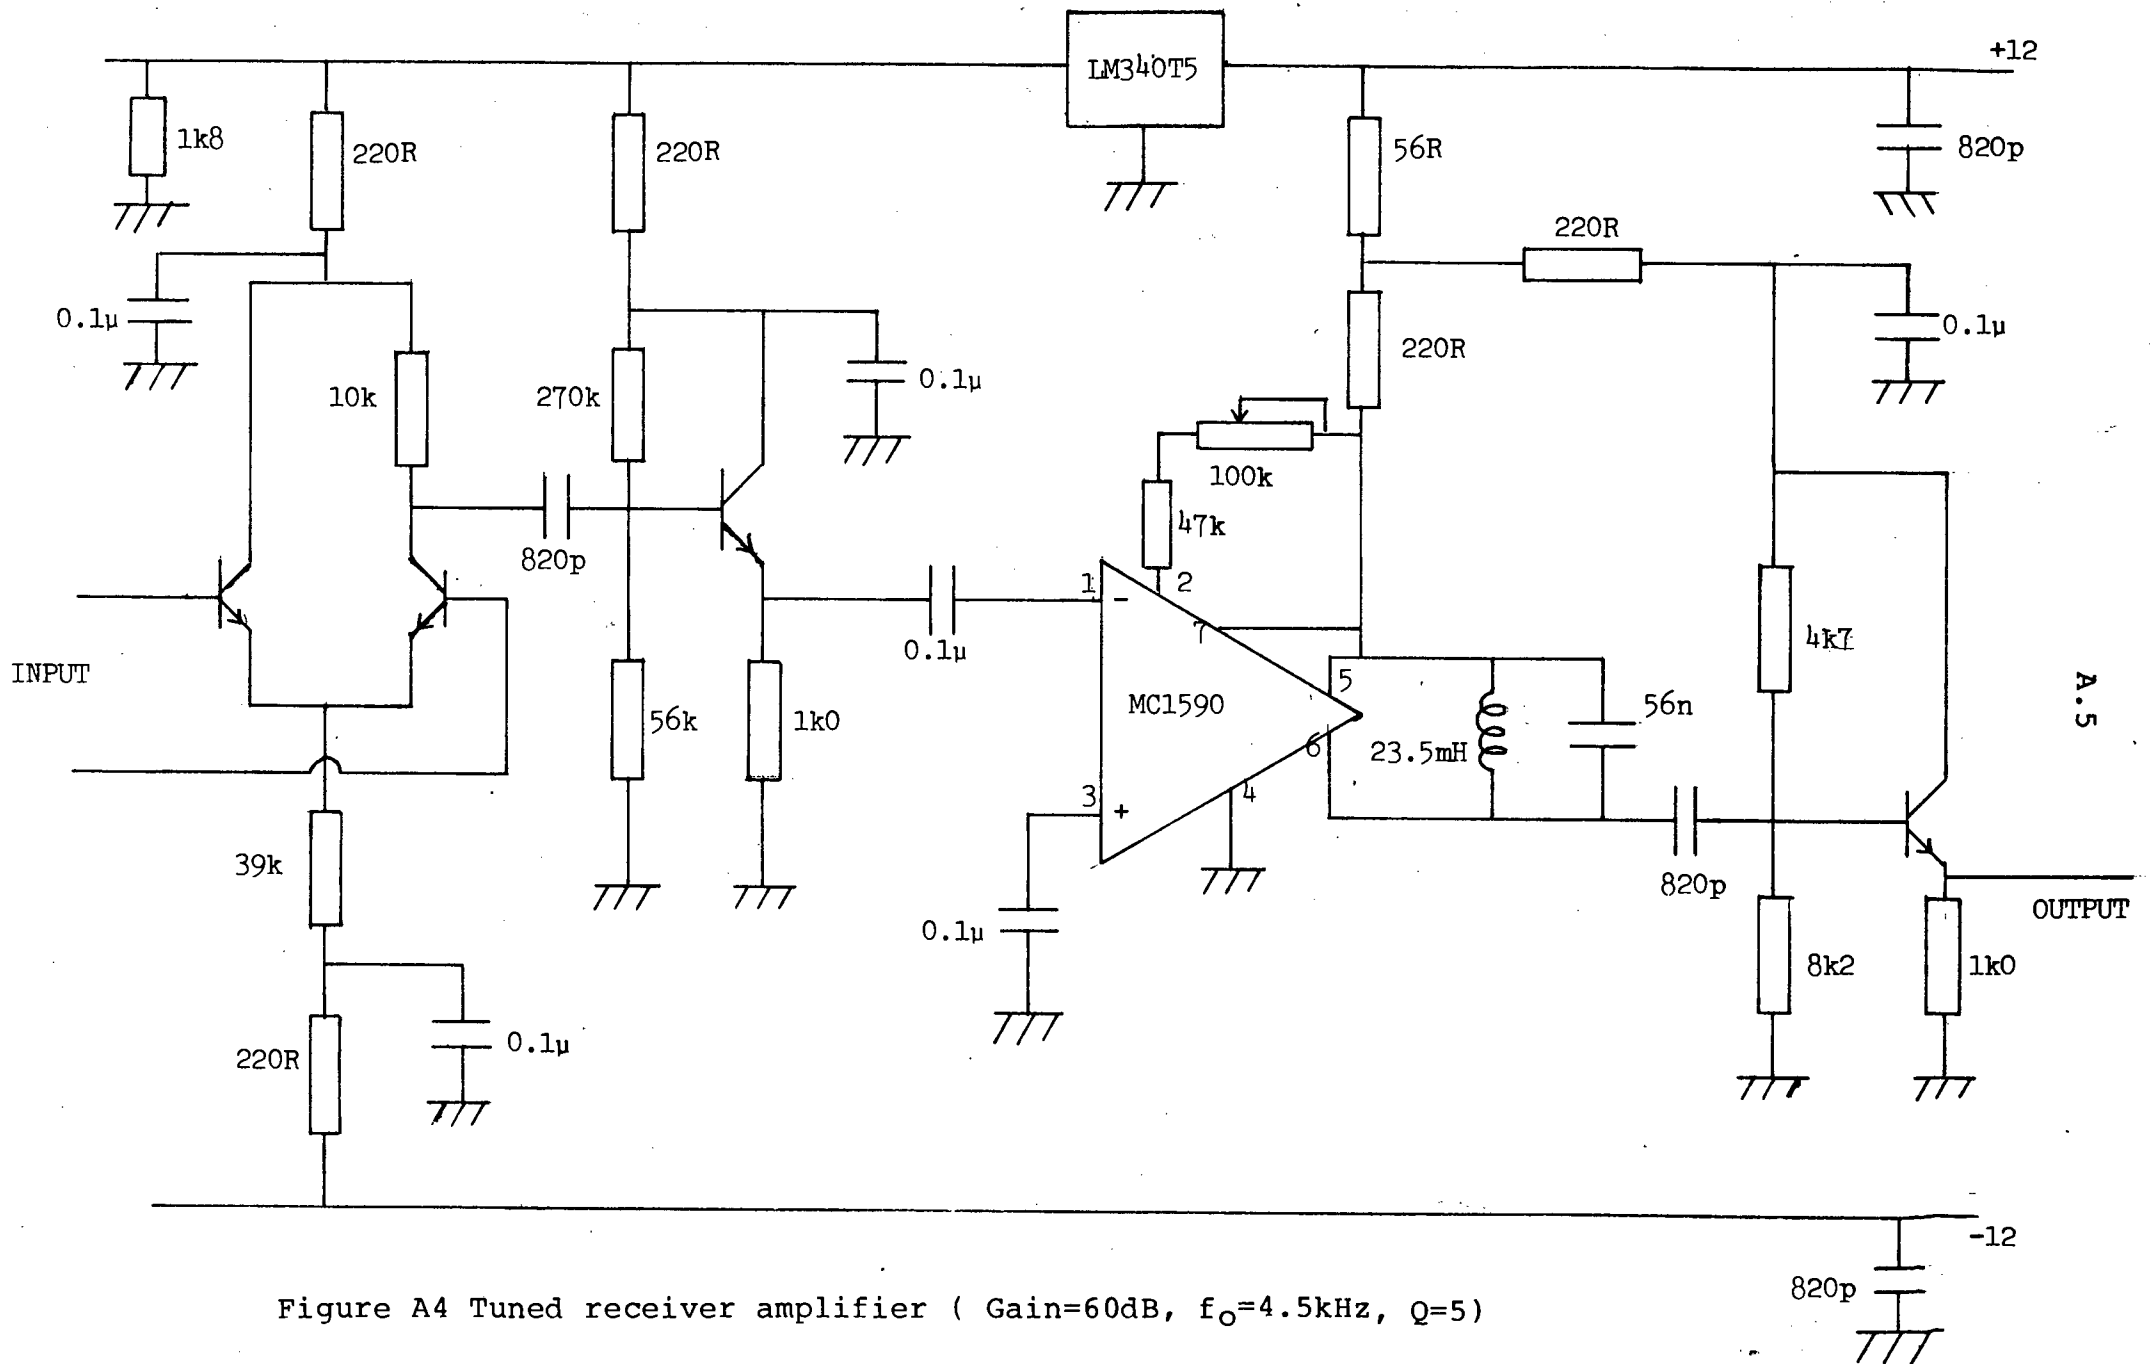 LM340T5
+12
1k8
220R
220R
56R
820p
220R
0.1µ
0.1µ
220R
10k
270k
0.1µ
100k
47k
820p
1
2
-
7
0.1µ
4k7
INPUT
5
56k
1k0
MC1590
56n
6
23.5mH
A.5
3
+
4
39k
820p
OUTPUT
0.1µ
8k2
1k0
220R
0.1µ
-12
820p
Figure A4 Tuned receiver amplifier ( Gain=60dB, fo=4.5kHz, Q=5)